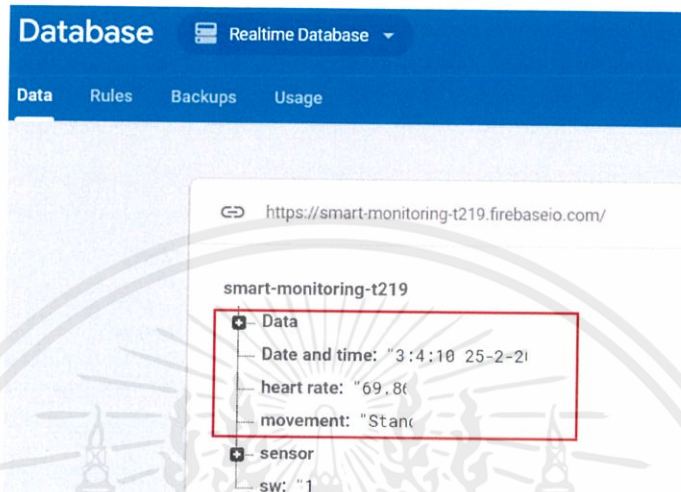 Database Realtime Database
Data Rules Backups Usage
https://smart-monitoring-t219.firebaseio.com/
smart-monitoring-t219
Data
Date and time: "3:4:10 25-2-2
heart rate: "69.8
movement: "Stan
sensor
sw: "1